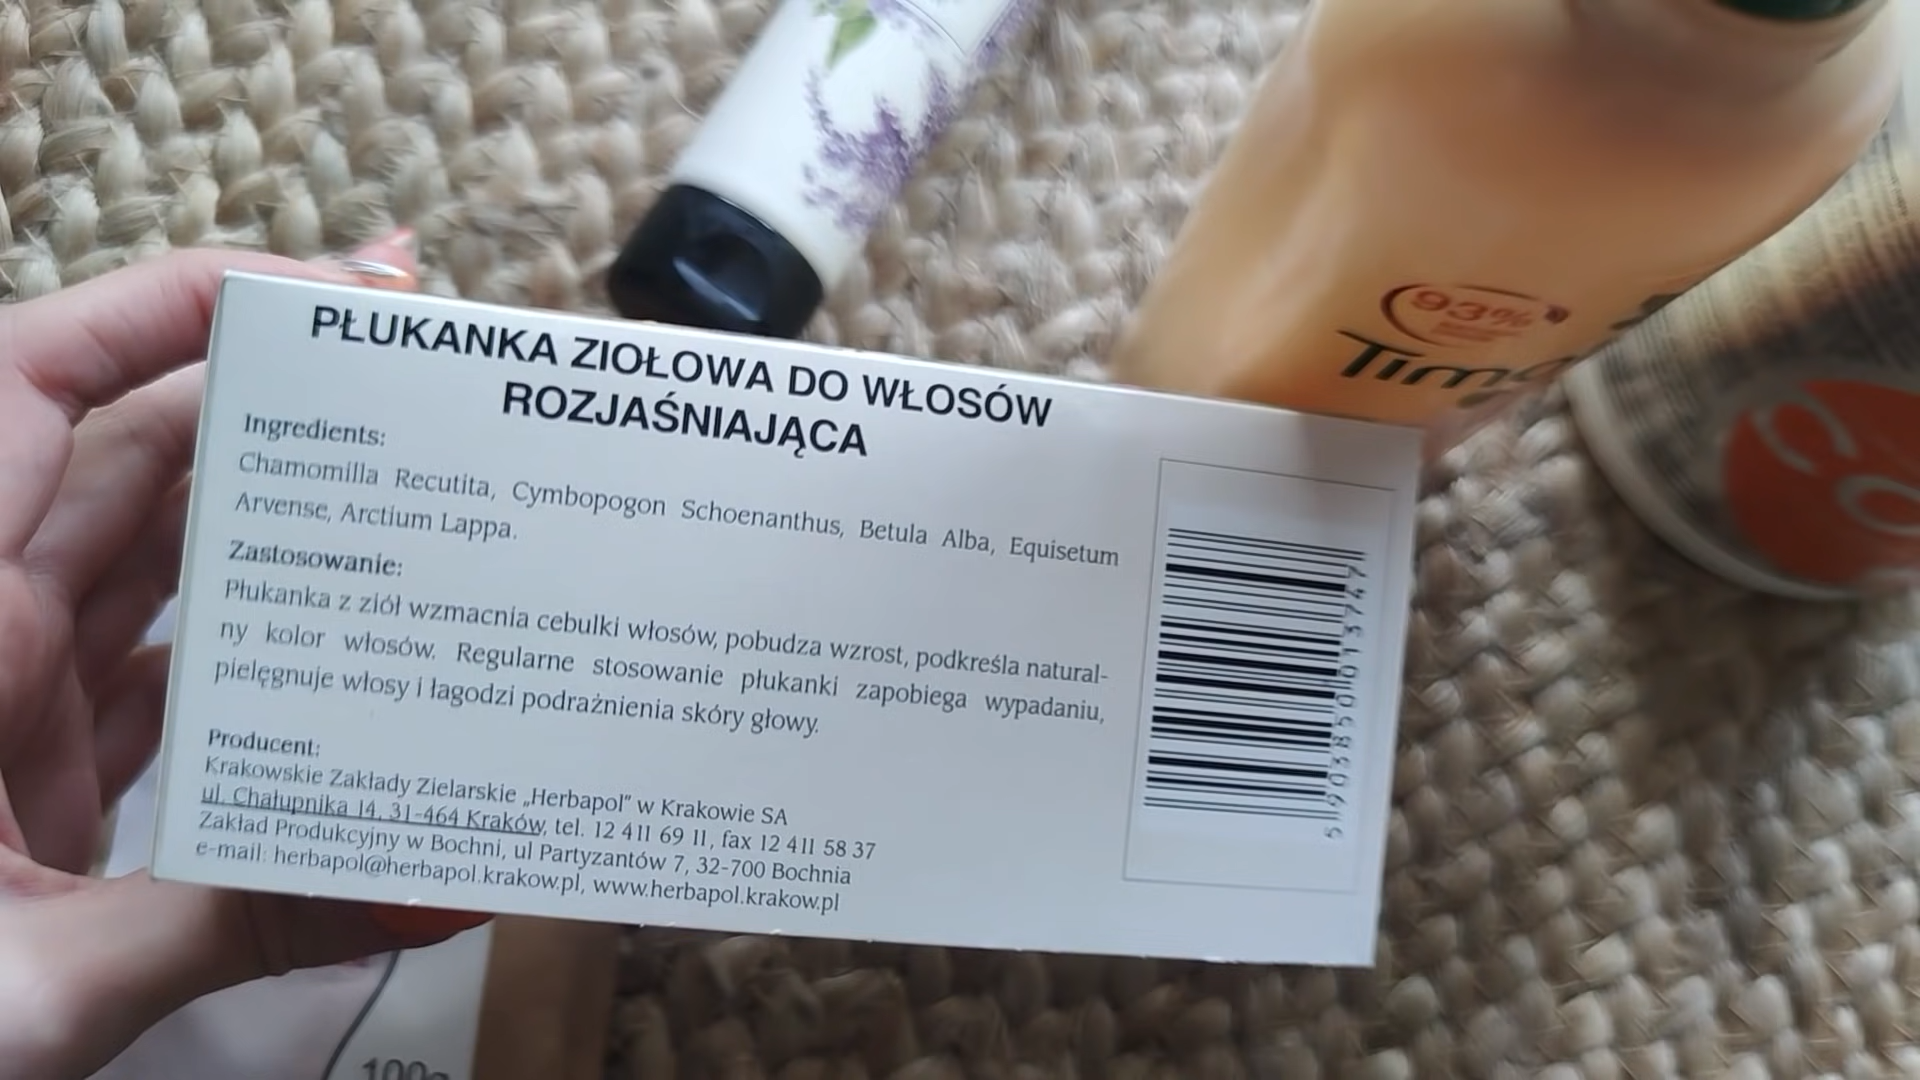 PŁUKANKA ZIOŁOWA DO WŁOSÓW
ROZJAŚNIAJĄCA
Ingredients:
Chamomilla Recutita, Cymbopogon Schoenanthus, Betula Alba, Equisetum
Arvense, Arctium Lappa.
Zastosowanie:
Płukanka z ziół wzmacnia cebulki włosów, pobudza wzrost, podkreśla natural-
ny kolor włosów. Regularne stosowanie płukanki zapobiega wypadaniu,
pielęgnuje włosy i łagodzi podrażnienia skóry głowy.
Producent:
Krakowskie Zakłady Zielarskie „Herbapol” w Krakowie SA
ul. Chałupnika 14, 31-464 Kraków, tel. 12 411 69 11, fax 12 411 58 37
Zakład Produkcyjny w Bochni, ul Partyzantów 7, 32-700 Bochnia
e-mail: herbapol@herbapol.krakow.pl, www.herbapol.krakow.pl
5 903850 013747
93%
100g